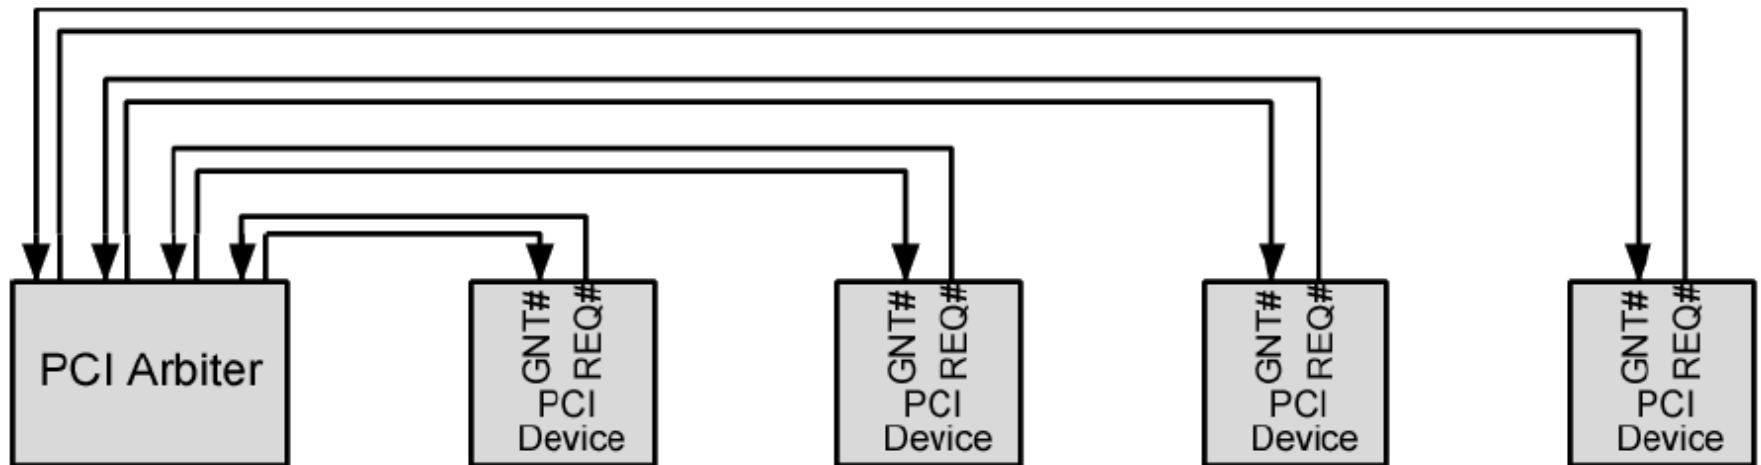 PCI Arbiter
GNT#
REQ#
PCI
Device
GNT#
REQ#
PCI
Device
GNT#
REQ#
PCI
Device
GNT#
REQ#
PCI
Device